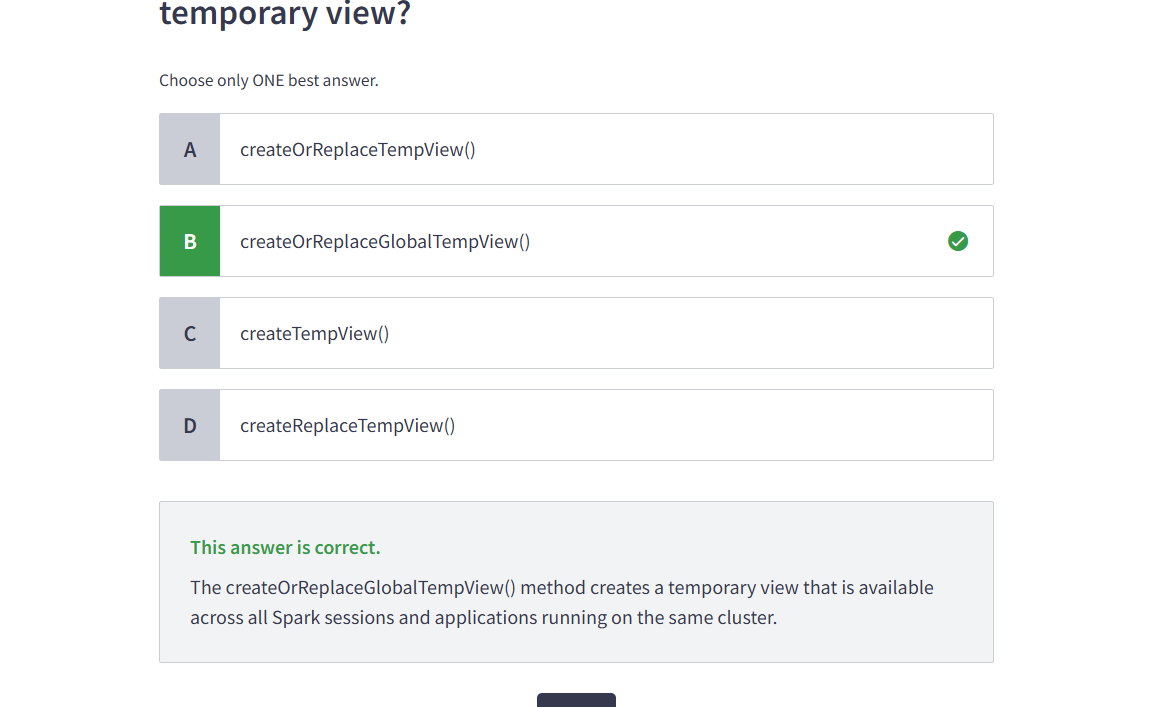 temporary view?
Choose only ONE best answer.
A createOrReplaceTempView()
B createOrReplaceGlobalTempView()
C createTempView()
D createReplaceTempView()
This answer is correct.
The createOrReplaceGlobalTempView() method creates a temporary view that is available
across all Spark sessions and applications running on the same cluster.